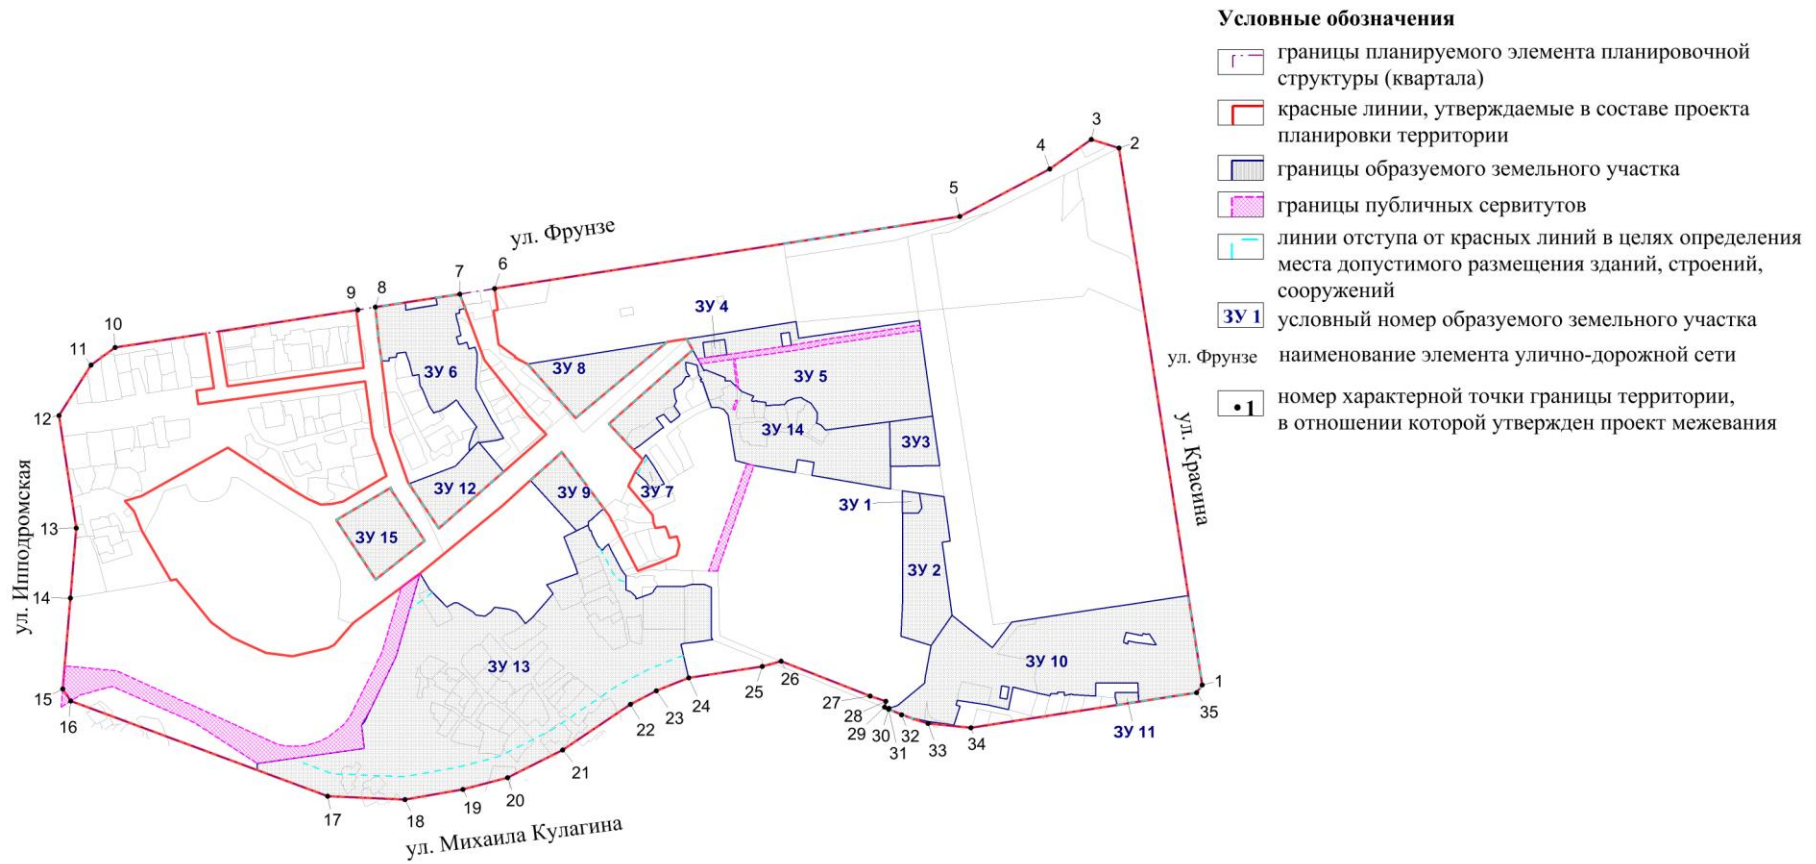 Условные обозначения
границы планируемого элемента планировочной
структуры (квартала)
красные линии, утверждаемые в составе проекта
планировки территории
границы образуемого земельного участка
границы публичных сервитутов
линии отступа от красных линий в целях определения
места допустимого размещения зданий, строений,
сооружений
ЗУ 1 условный номер образуемого земельного участка
ул. Фрунзе наименование элемента улично-дорожной сети
•1 номер характерной точки границы территории,
в отношении которой утвержден проект межевания
ул. Фрунзе
ул. Красина
ул. Ипподромская
ул. Михаила Кулагина
ЗУ 4
ЗУ 8
ЗУ 6
ЗУ 5
ЗУ 14
ЗУ3
ЗУ 12
ЗУ 9
ЗУ 7
ЗУ 1
ЗУ 15
ЗУ 2
ЗУ 13
ЗУ 10
ЗУ 11
1
2
3
4
5
6
7
8
9
10
11
12
13
14
15
16
17
18
19
20
21
22
23
24
25
26
27
28
29
30
31
32
33
34
35